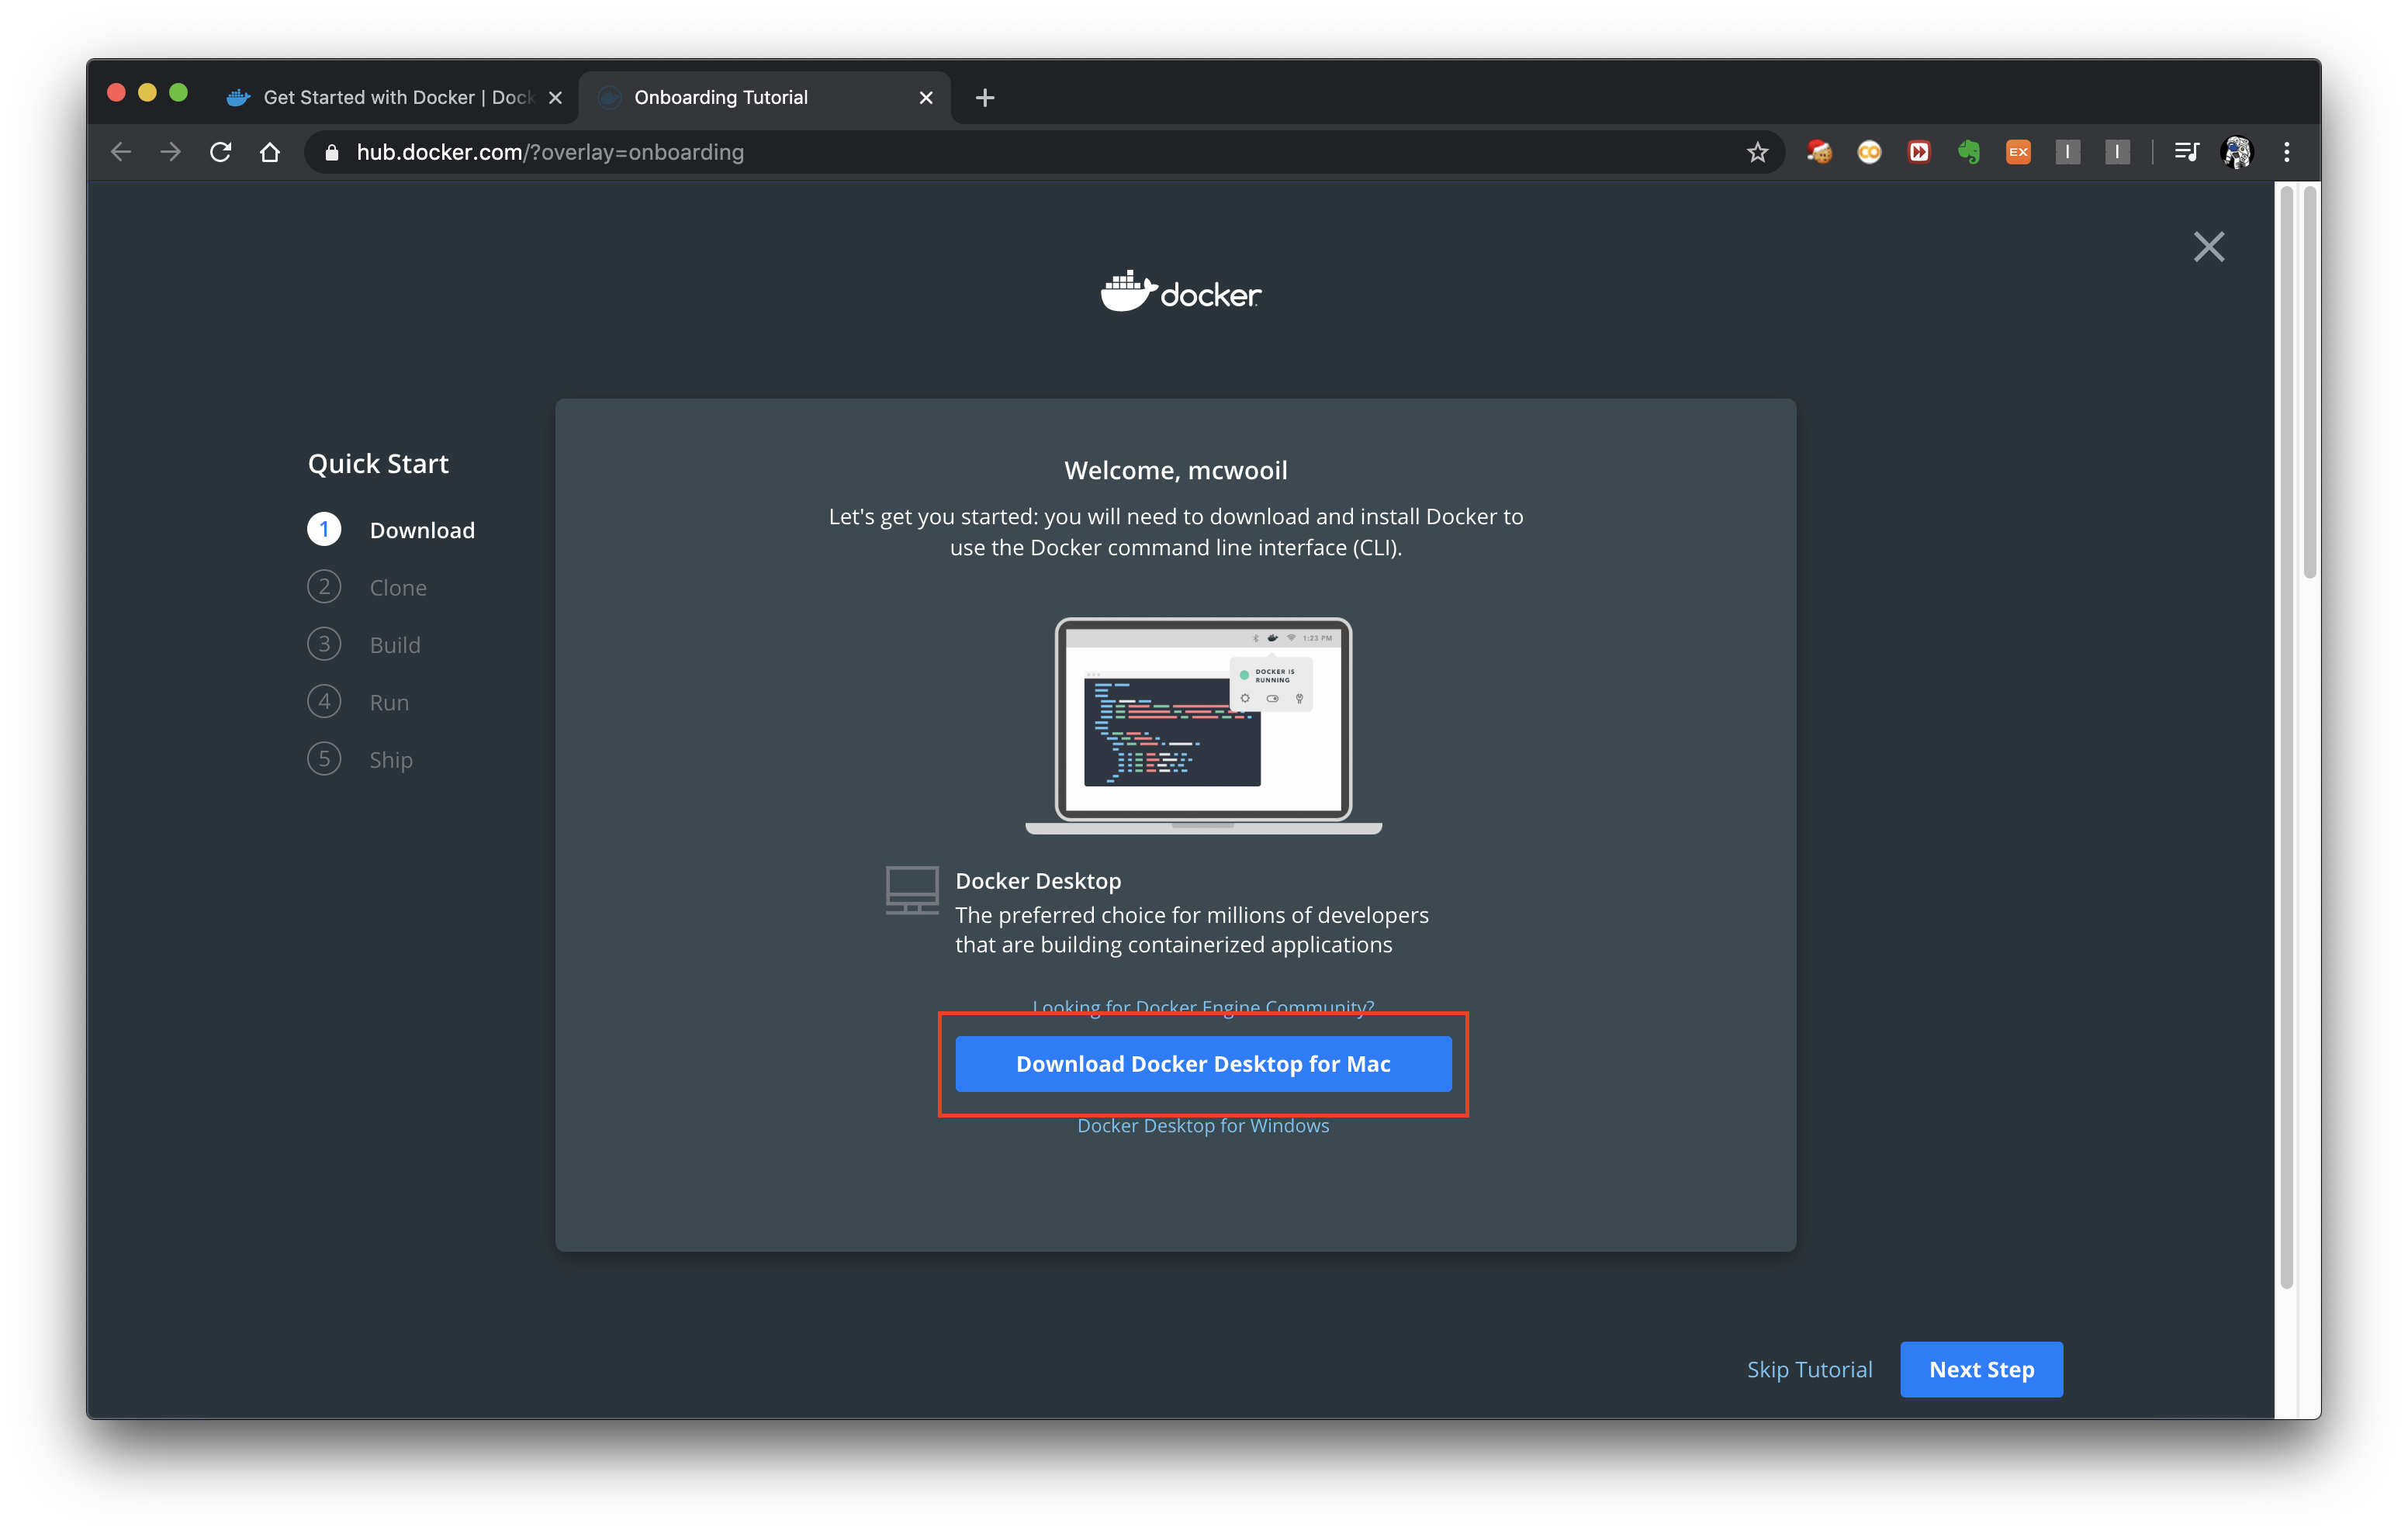 Get Started with Docker | Dock
Onboarding Tutorial
hub.docker.com/?overlay=onboarding
EX
docker
Quick Start
1 Download
2 Clone
3 Build
4 Run
5 Ship
Welcome, mcwooil
Let's get you started: you will need to download and install Docker to
use the Docker command line interface (CLI).
1:23 PM
DOCKER IS
RUNNING
Docker Desktop
The preferred choice for millions of developers
that are building containerized applications
Looking for Docker Engine Community?
Download Docker Desktop for Mac
Docker Desktop for Windows
Skip Tutorial
Next Step